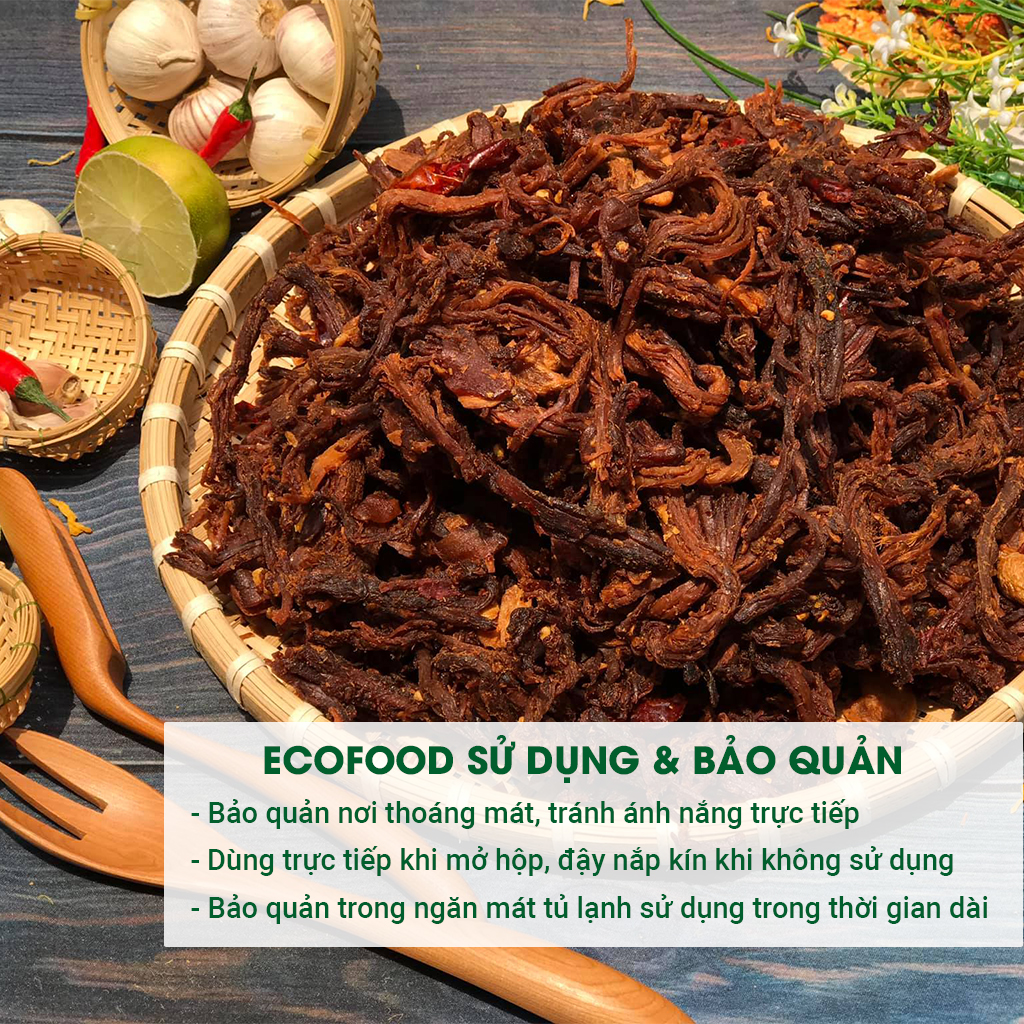 ECOFOOD SỬ DỤNG & BẢO QUẢN
- Bảo quản nơi thoáng mát, tránh ánh nắng trực tiếp
- Dùng trực tiếp khi mở hộp, đậy nắp kín khi không sử dụng
- Bảo quản trong ngăn mát tủ lạnh sử dụng trong thời gian dài